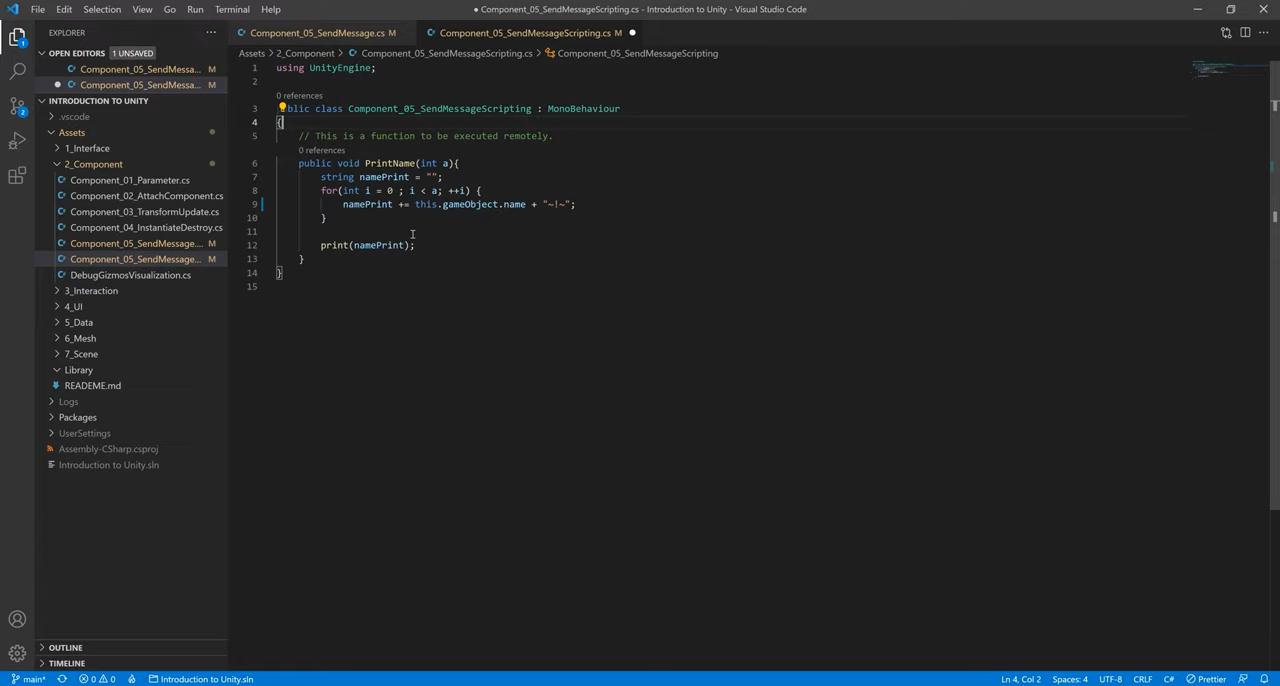 File Edit Selection View Go Run Terminal Help
● Component_05_SendMessageScripting.cs - Introduction to Unity - Visual Studio Code
EXPLORER
OPEN EDITORS 1 UNSAVED
Component_05_SendMessa... M
Component_05_SendMessa... M
INTRODUCTION TO UNITY
.vscode
Assets
1_Interface
2_Component
Component_01_Parameter.cs
Component_02_AttachComponent.cs
Component_03_TransformUpdate.cs
Component_04_InstantiateDestroy.cs
Component_05_SendMessage.... M
Component_05_SendMessage... M
DebugGizmosVisualization.cs
3_Interaction
4_UI
5_Data
6_Mesh
7_Scene
Library
READEME.md
Logs
Packages
UserSettings
Assembly-CSharp.csproj
Introduction to Unity.sln
OUTLINE
TIMELINE
Component_05_SendMessage.cs M
Component_05_SendMessageScripting.cs M
Assets > 2_Component > Component_05_SendMessageScripting.cs > Component_05_SendMessageScripting
1 using UnityEngine;
2
0 references
3 blic class Component_05_SendMessageScripting : MonoBehaviour
4 {
5 // This is a function to be executed remotely.
0 references
6 public void PrintName(int a){
7 string namePrint = "";
8 for(int i = 0 ; i < a; ++i) {
9 namePrint += this.gameObject.name + "~!~";
10 }
11
12 print(namePrint);
13 }
14 }
15
main* 0 0 Introduction to Unity.sln
Ln 4, Col 2 Spaces: 4 UTF-8 CRLF C# Prettier
1
2
2